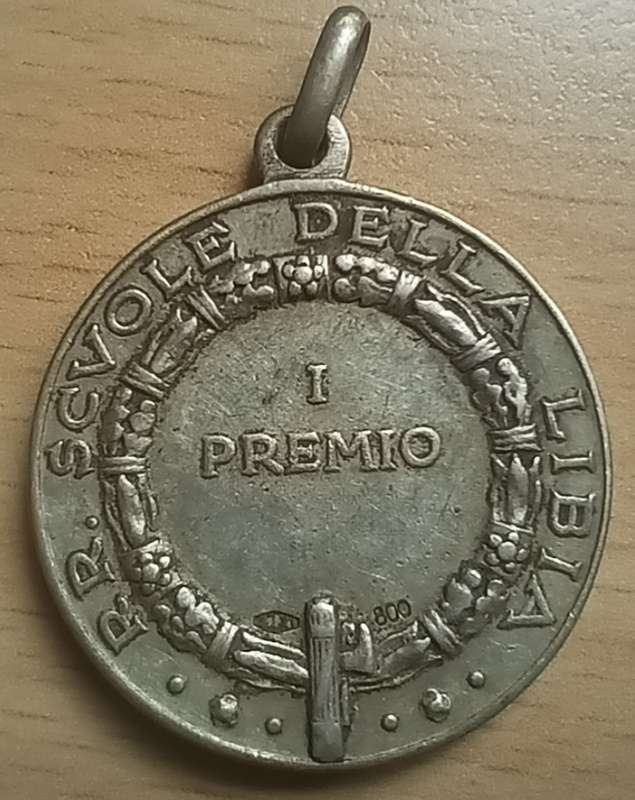 R.R. SCVOLE DELLA LIBIA
I
PREMIO
800